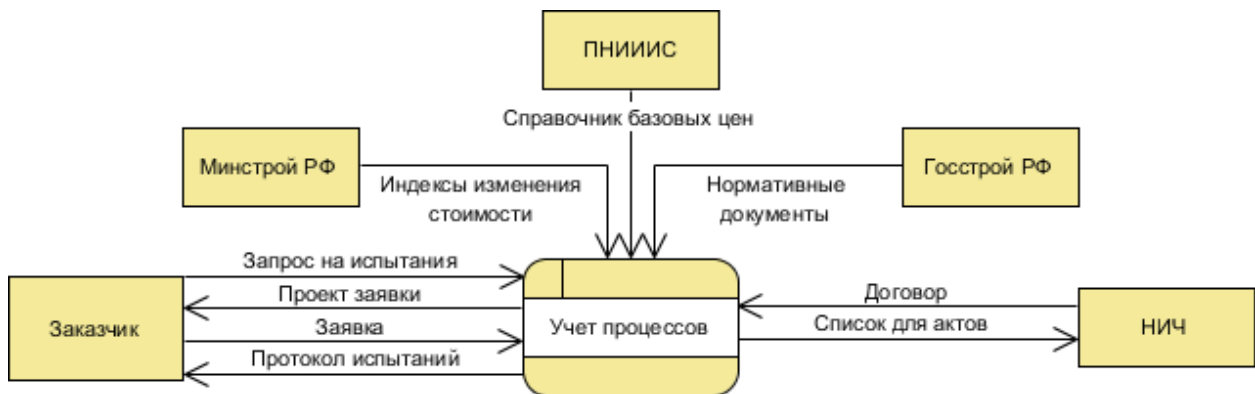 ПНИИИС
Справочник базовых цен
Минстрой РФ
Госстрой РФ
Индексы изменения
стоимости
Нормативные
документы
Запрос на испытания
Проект заявки
Заявка
Протокол испытаний
Заказчик
Учет процессов
Договор
Список для актов
НИЧ